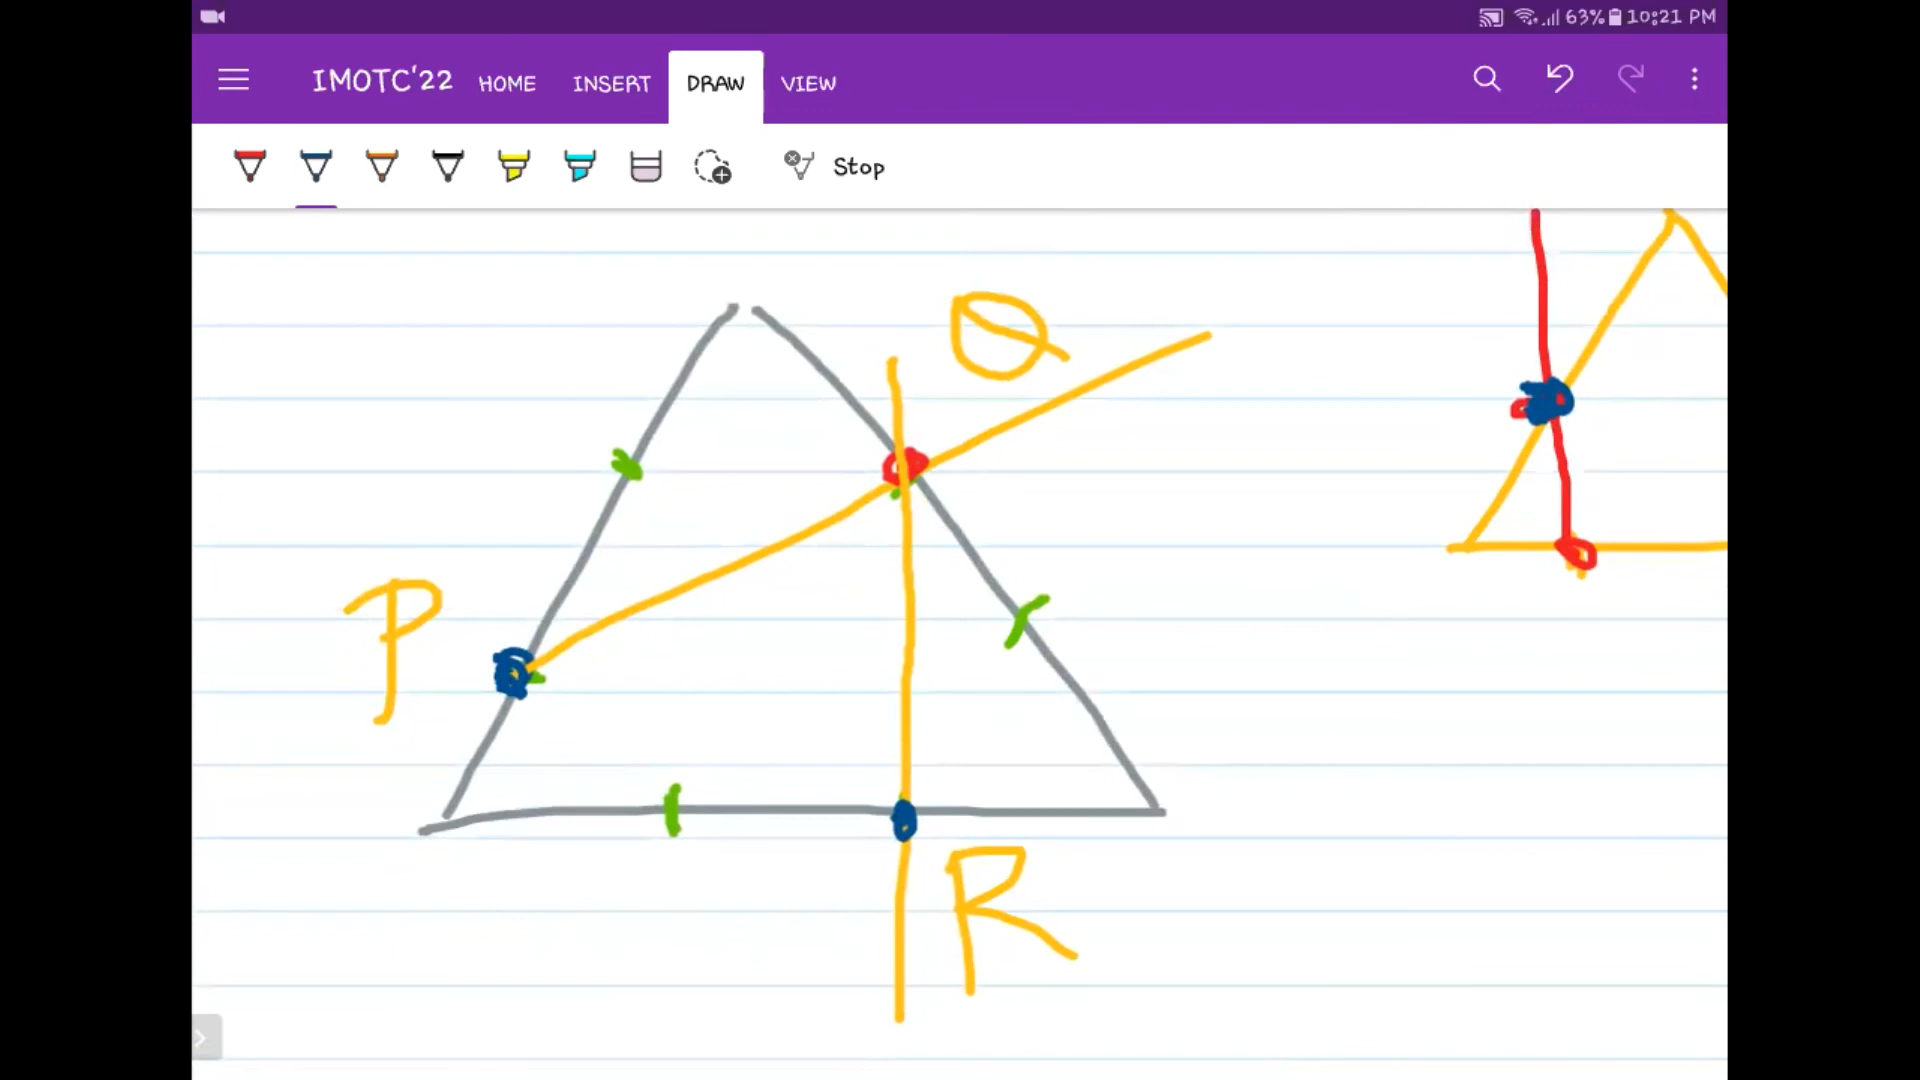 63% 10:21 PM
IMOTC'22 HOME INSERT DRAW VIEW
Stop
Q
P
R